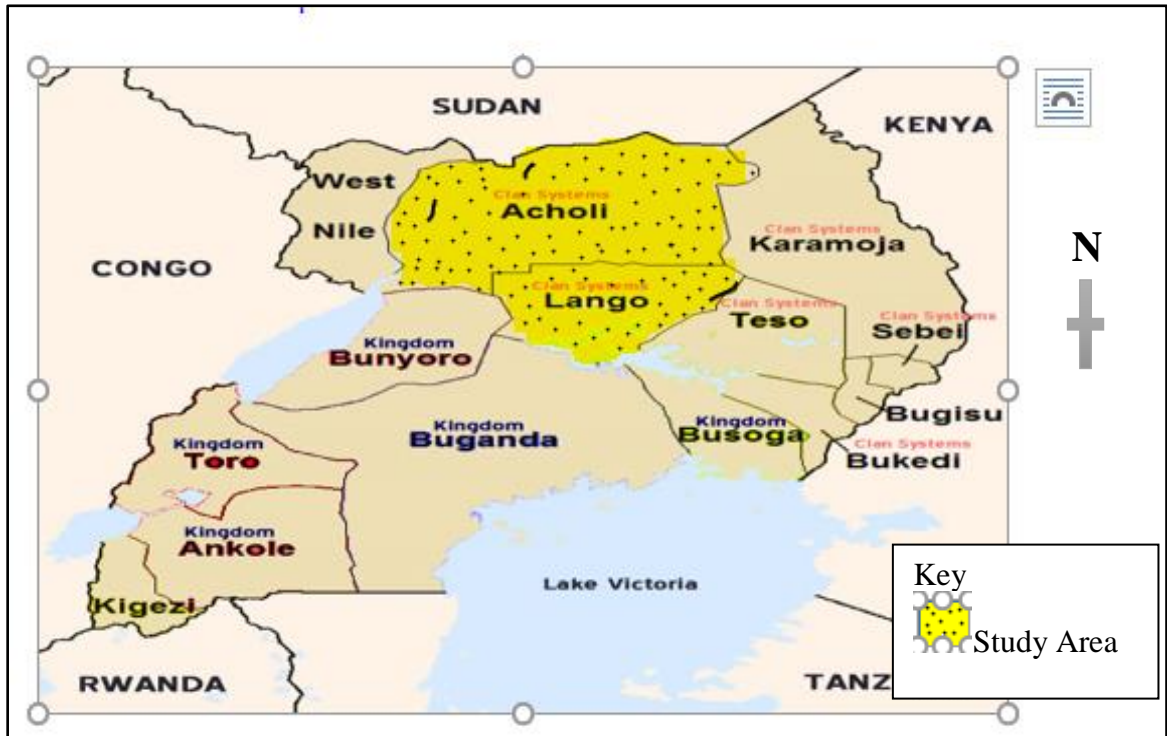 SUDAN
KENYA
West
Nile
Clan Systems
Acholi
Clan Systems
Karamoja
N
CONGO
Clan Systems
Lango
Clan Systems
Teso
Clan Systems
Sebei
Kingdom
Bunyoro
Bugisu
Kingdom
Buganda
Kingdom
Busoga
Clan Systems
Bukedi
Kingdom
Toro
Kingdom
Ankole
Lake Victoria
Kigezi
Key
Study Area
RWANDA
TANZ